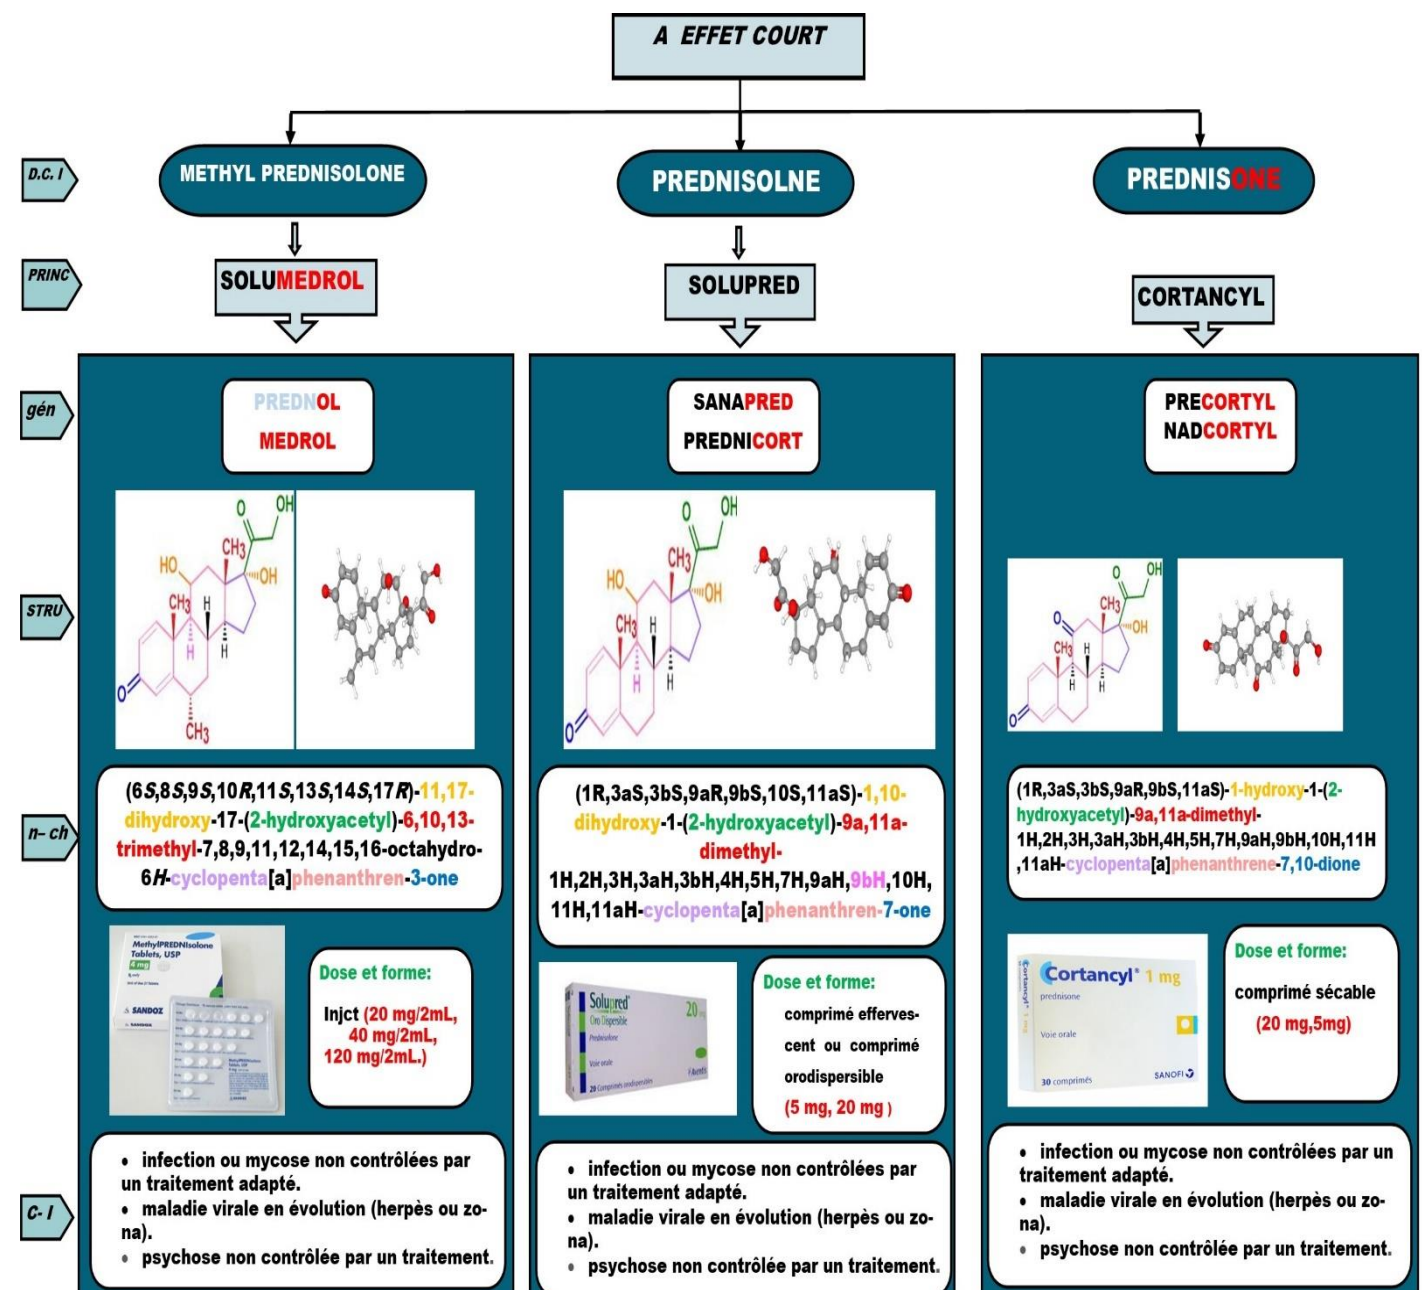 A EFFET COURT
D.C. I
METHYL PREDNISOLONE
PREDNISOLNE
PREDNISONE
PRINC
SOLUMEDROL
SOLUPRED
CORTANCYL
gén
PREDNOL
MEDROL
SANAPRED
PREDNICORT
PRECORTYL
NADCORTYL
STRU
O
OH
CH3
HO
OH
CH3
H
H
H
O
CH3
O
OH
CH3
HO
OH
CH3
H
H
H
O
O
OH
CH3
O
OH
CH3
H
H
H
O
n– ch
(6S,8S,9S,10R,11S,13S,14S,17R)-11,17-
dihydroxy-17-(2-hydroxyacetyl)-6,10,13-
trimethyl-7,8,9,11,12,14,15,16-octahydro-
6H-cyclopenta[a]phenanthren-3-one
(1R,3aS,3bS,9aR,9bS,10S,11aS)-1,10-
dihydroxy-1-(2-hydroxyacetyl)-9a,11a-
dimethyl-
1H,2H,3H,3aH,3bH,4H,5H,7H,9aH,9bH,10H,
11H,11aH-cyclopenta[a]phenanthren-7-one
(1R,3aS,3bS,9aR,9bS,11aS)-1-hydroxy-1-(2-
hydroxyacetyl)-9a,11a-dimethyl-
1H,2H,3H,3aH,3bH,4H,5H,7H,9aH,9bH,10H,11H
,11aH-cyclopenta[a]phenanthrene-7,10-dione
MethylPREDNISolone
Tablets, USP
4 mg
SANDOZ
Dose et forme:
Injct (20 mg/2mL,
40 mg/2mL,
120 mg/2mL.)
Solupred
Oro Dispersible
20 mg
Prednisolone
Voie orale
20 Comprimés orodispersibles
Aventis
Dose et forme:
comprimé efferves-
cent ou comprimé
orodispersible
(5 mg, 20 mg )
Cortancyl® 1 mg
Cortancyl® 1 mg
prednisone
Voie orale
30 comprimés
SANOFI
Dose et forme:
comprimé sécable
(20 mg,5mg)
C- I
• infection ou mycose non contrôlées par
un traitement adapté.
• maladie virale en évolution (herpès ou zo-
na).
• psychose non contrôlée par un traitement.
• infection ou mycose non contrôlées par
un traitement adapté.
• maladie virale en évolution (herpès ou zo-
na).
• psychose non contrôlée par un traitement.
• infection ou mycose non contrôlées par un
traitement adapté.
• maladie virale en évolution (herpès ou zo-
na).
• psychose non contrôlée par un traitement.